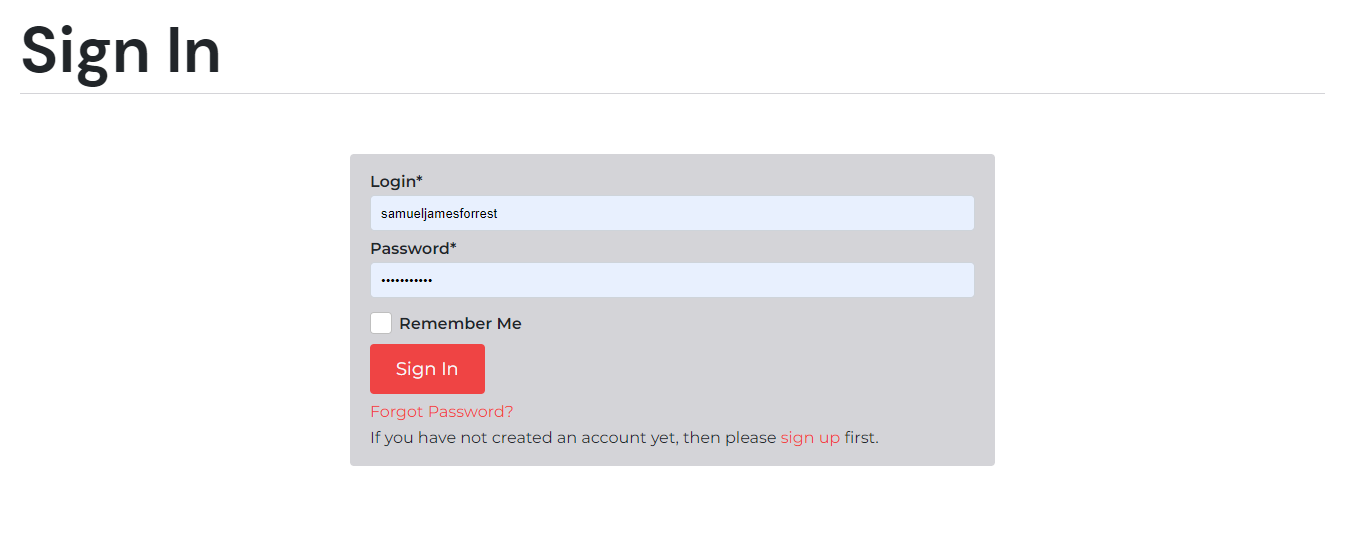 Sign In
Login*
samueljamesforrest
Password*
•••••••••••
Remember Me
Sign In
Forgot Password?
If you have not created an account yet, then please sign up first.